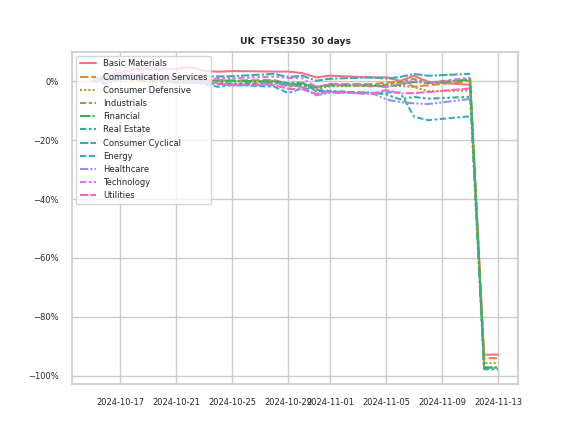 UK FTSE350 30 days
Basic Materials
Communication Services
Consumer Defensive
Industrials
Financial
Real Estate
Consumer Cyclical
Energy
Healthcare
Technology
Utilities
0%
−20%
−40%
−60%
−80%
−100%
2024-10-17 2024-10-21 2024-10-25 2024-10-29 2024-11-01 2024-11-05 2024-11-09 2024-11-13